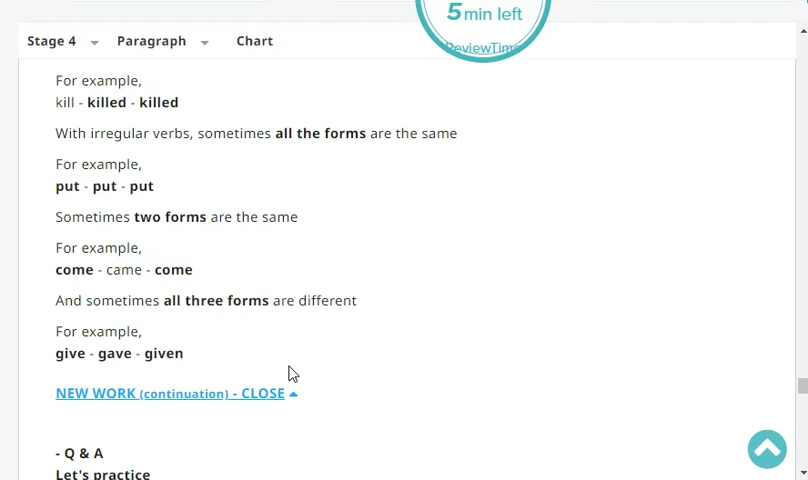 5 min left
ReviewTime
Stage 4 Paragraph Chart
For example,
kill - killed - killed
With irregular verbs, sometimes all the forms are the same
For example,
put - put - put
Sometimes two forms are the same
For example,
come - came - come
And sometimes all three forms are different
For example,
give - gave - given
NEW WORK (continuation) - CLOSE
- Q & A
Let's practice